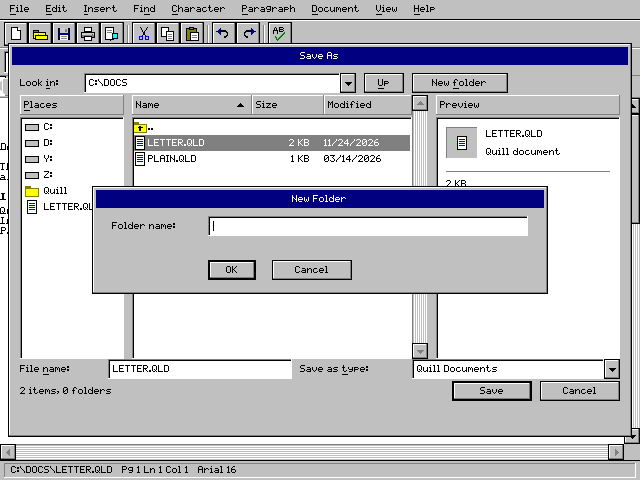 File Edit Insert Find Character Paragraph Document View Help
AB
Save As
Look in: C:\DOCS Up New folder
Places Name Size Modified Preview
C: ..
D: LETTER.QLD 2 KB 11/24/2026 LETTER.QLD
Y: PLAIN.QLD 1 KB 03/14/2026 Quill document
Z:
Quill 2 KB
LETTER.QL
New Folder
Folder name:
OK Cancel
File name: LETTER.QLD Save as type: Quill Documents
2 items, 0 folders Save Cancel
C:\DOCS\LETTER.QLD Pg 1 Ln 1 Col 1 Arial 16